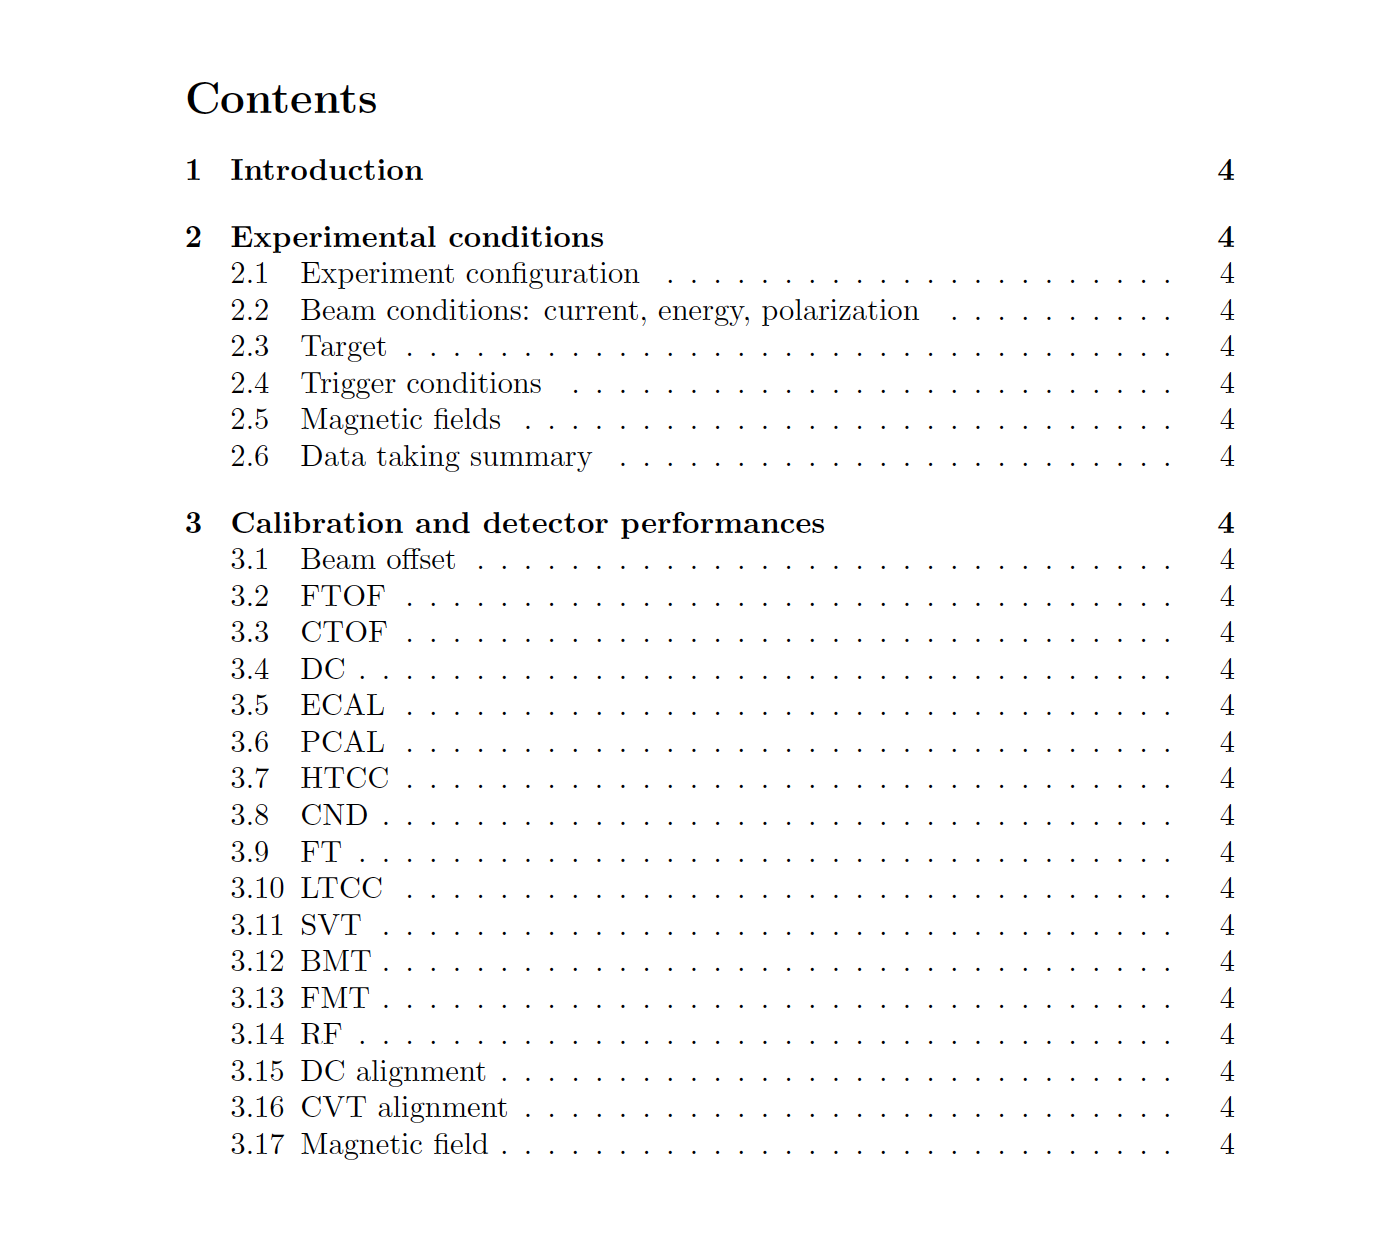 Contents
1 Introduction 4
2 Experimental conditions 4
2.1 Experiment configuration . . . . . . . . . . . . . . . . . . . . . . 4
2.2 Beam conditions: current, energy, polarization . . . . . . . . . . 4
2.3 Target . . . . . . . . . . . . . . . . . . . . . . . . . . . . . . . . . 4
2.4 Trigger conditions . . . . . . . . . . . . . . . . . . . . . . . . . . 4
2.5 Magnetic fields . . . . . . . . . . . . . . . . . . . . . . . . . . . . 4
2.6 Data taking summary . . . . . . . . . . . . . . . . . . . . . . . . 4
3 Calibration and detector performances 4
3.1 Beam offset . . . . . . . . . . . . . . . . . . . . . . . . . . . . . . 4
3.2 FTOF . . . . . . . . . . . . . . . . . . . . . . . . . . . . . . . . . 4
3.3 CTOF . . . . . . . . . . . . . . . . . . . . . . . . . . . . . . . . . 4
3.4 DC . . . . . . . . . . . . . . . . . . . . . . . . . . . . . . . . . . . 4
3.5 ECAL . . . . . . . . . . . . . . . . . . . . . . . . . . . . . . . . . 4
3.6 PCAL . . . . . . . . . . . . . . . . . . . . . . . . . . . . . . . . . 4
3.7 HTCC . . . . . . . . . . . . . . . . . . . . . . . . . . . . . . . . . 4
3.8 CND . . . . . . . . . . . . . . . . . . . . . . . . . . . . . . . . . . 4
3.9 FT . . . . . . . . . . . . . . . . . . . . . . . . . . . . . . . . . . . 4
3.10 LTCC . . . . . . . . . . . . . . . . . . . . . . . . . . . . . . . . . 4
3.11 SVT . . . . . . . . . . . . . . . . . . . . . . . . . . . . . . . . . . 4
3.12 BMT . . . . . . . . . . . . . . . . . . . . . . . . . . . . . . . . . . 4
3.13 FMT . . . . . . . . . . . . . . . . . . . . . . . . . . . . . . . . . . 4
3.14 RF . . . . . . . . . . . . . . . . . . . . . . . . . . . . . . . . . . . 4
3.15 DC alignment . . . . . . . . . . . . . . . . . . . . . . . . . . . . . 4
3.16 CVT alignment . . . . . . . . . . . . . . . . . . . . . . . . . . . . 4
3.17 Magnetic field . . . . . . . . . . . . . . . . . . . . . . . . . . . . . 4